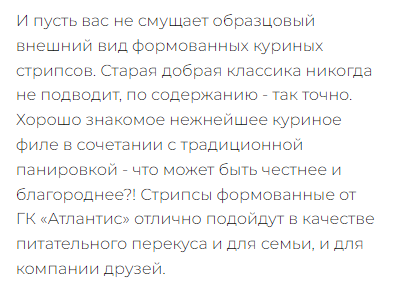 И пусть вас не смущает образцовый
внешний вид формованных куриных
стрипсов. Старая добрая классика никогда
не подводит, по содержанию - так точно.
Хорошо знакомое нежнейшее куриное
филе в сочетании с традиционной
панировкой - что может быть честнее и
благороднее?! Стрипсы формованные от
ГК «Атлантис» отлично подойдут в качестве
питательного перекуса и для семьи, и для
компании друзей.